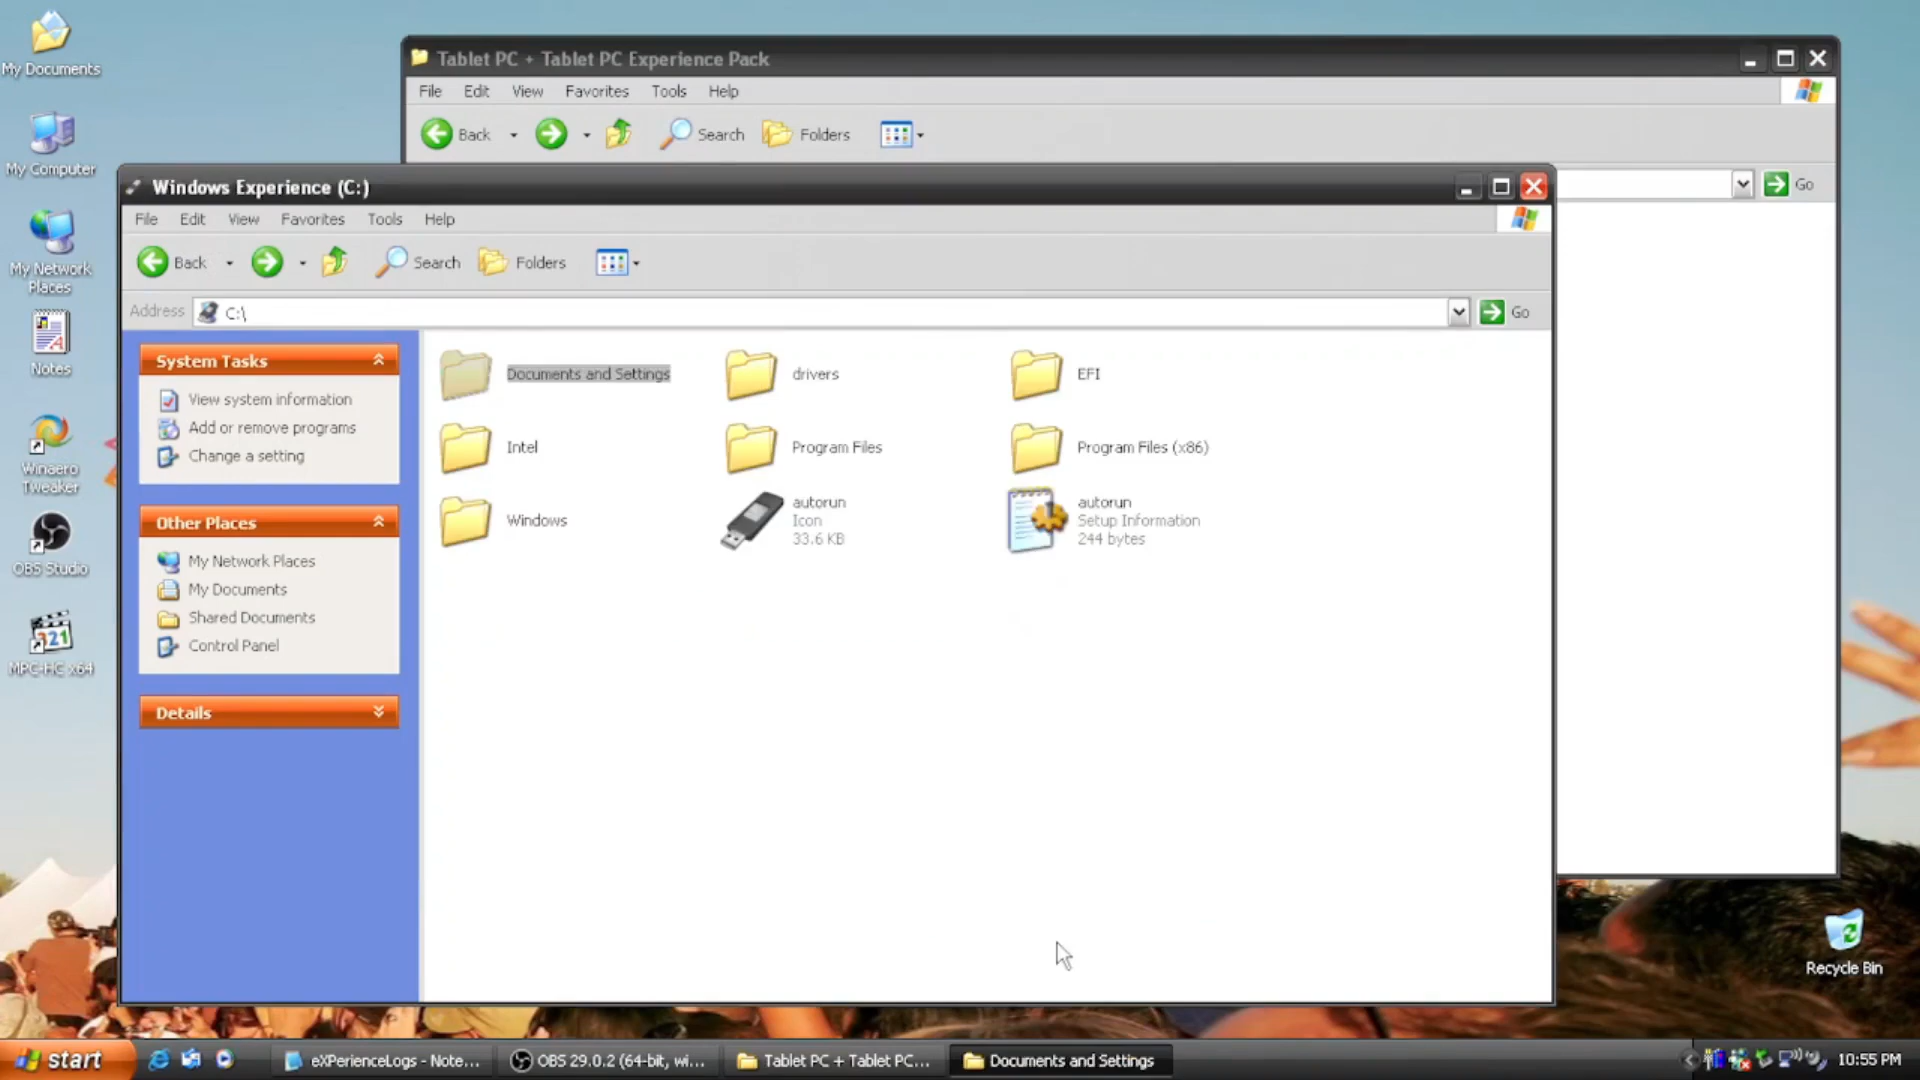 My Documents
My Computer
My Network
Places
Notes
Winaero
Tweaker
OBS Studio
MPC-HC x64
Tablet PC + Tablet PC Experience Pack
File Edit View Favorites Tools Help
Back Search Folders
Go
Windows Experience (C:)
File Edit View Favorites Tools Help
Back Search Folders
Address C:\ Go
System Tasks
View system information
Add or remove programs
Change a setting
Other Places
My Network Places
My Documents
Shared Documents
Control Panel
Details
Documents and Settings
drivers
EFI
Intel
Program Files
Program Files (x86)
Windows
autorun
Icon
33.6 KB
autorun
Setup Information
244 bytes
321
Recycle Bin
start
eXPerienceLogs - Note...
OBS 29.0.2 (64-bit, wi...
Tablet PC + Tablet PC...
Documents and Settings
10:55 PM